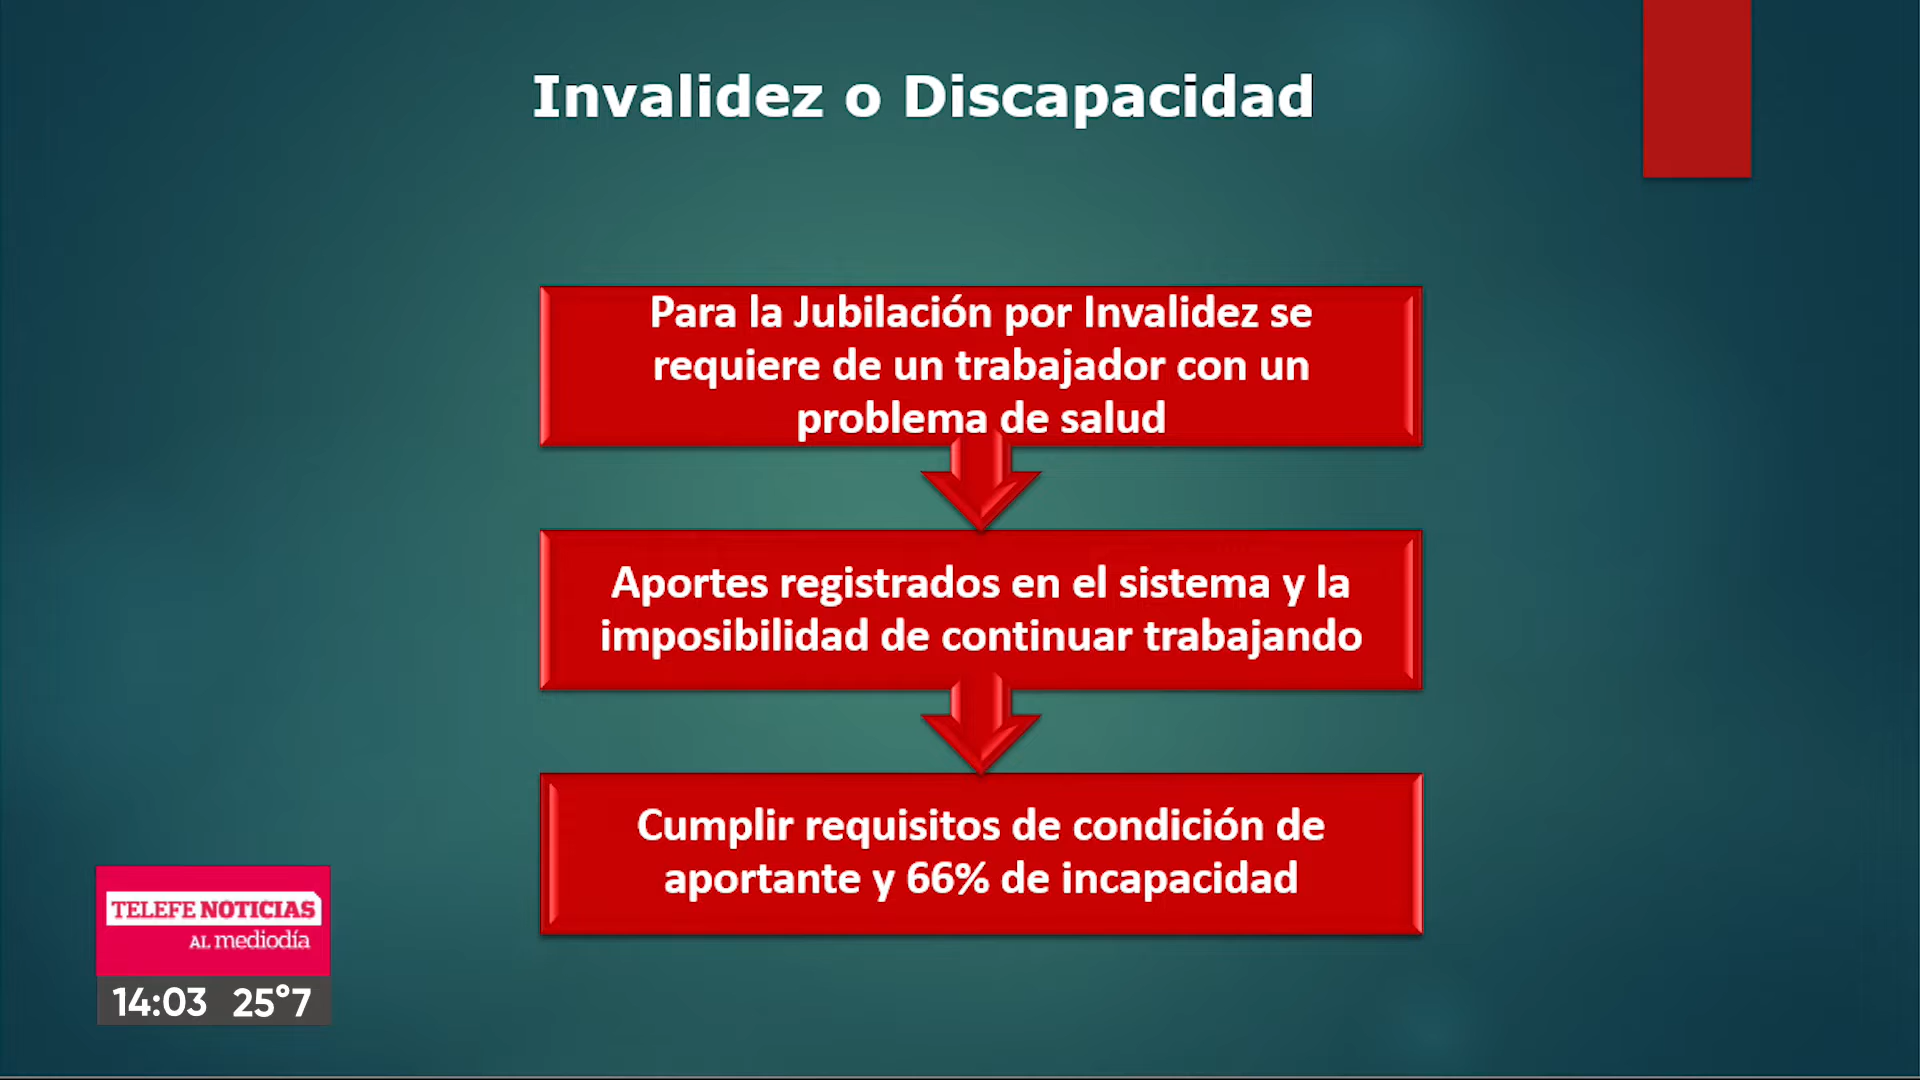 Invalidez o Discapacidad
Para la Jubilación por Invalidez se
requiere de un trabajador con un
problema de salud
Aportes registrados en el sistema y la
imposibilidad de continuar trabajando
Cumplir requisitos de condición de
aportante y 66% de incapacidad
TELEFE NOTICIAS
AL mediodía
14:03 25°7